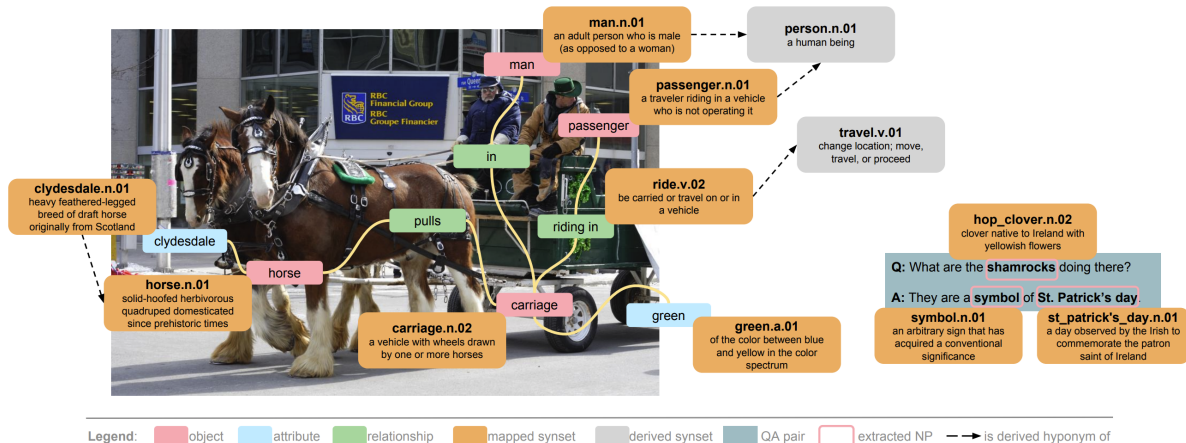 man.n.01
an adult person who is male
(as opposed to a woman)
person.n.01
a human being
man
passenger.n.01
a traveler riding in a vehicle
who is not operating it
RBC
Financial Group
RBC
Groupe Financier
RBC
passenger
travel.v.01
change location; move,
travel, or proceed
in
clydesdale.n.01
heavy feathered-legged
breed of draft horse
originally from Scotland
ride.v.02
be carried or travel on or in
a vehicle
pulls
riding in
clydesdale
horse
hop_clover.n.02
clover native to Ireland with
yellowish flowers
Q: What are the shamrocks doing there?
A: They are a symbol of St. Patrick's day.
horse.n.01
solid-hoofed herbivorous
quadruped domesticated
since prehistoric times
carriage
green
carriage.n.02
a vehicle with wheels drawn
by one or more horses
green.a.01
of the color between blue
and yellow in the color
spectrum
symbol.n.01
an arbitrary sign that has
acquired a conventional
significance
st_patrick's_day.n.01
a day observed by the Irish to
commemorate the patron
saint of Ireland
Legend: object attribute relationship mapped synset derived synset QA pair extracted NP is derived hyponym of